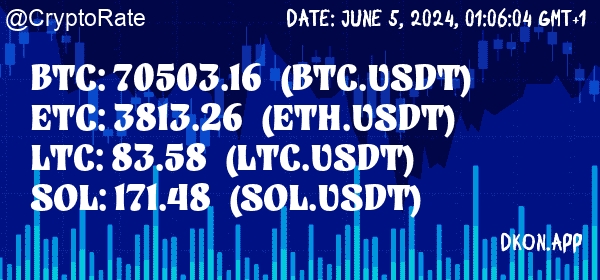 @CryptoRate
DATE: JUNE 5, 2024, 01:06:04 GMT+1
BTC: 70503.16 (BTC.USDT)
ETC: 3813.26 (ETH.USDT)
LTC: 83.58 (LTC.USDT)
SOL: 171.48 (SOL.USDT)
DKON.APP